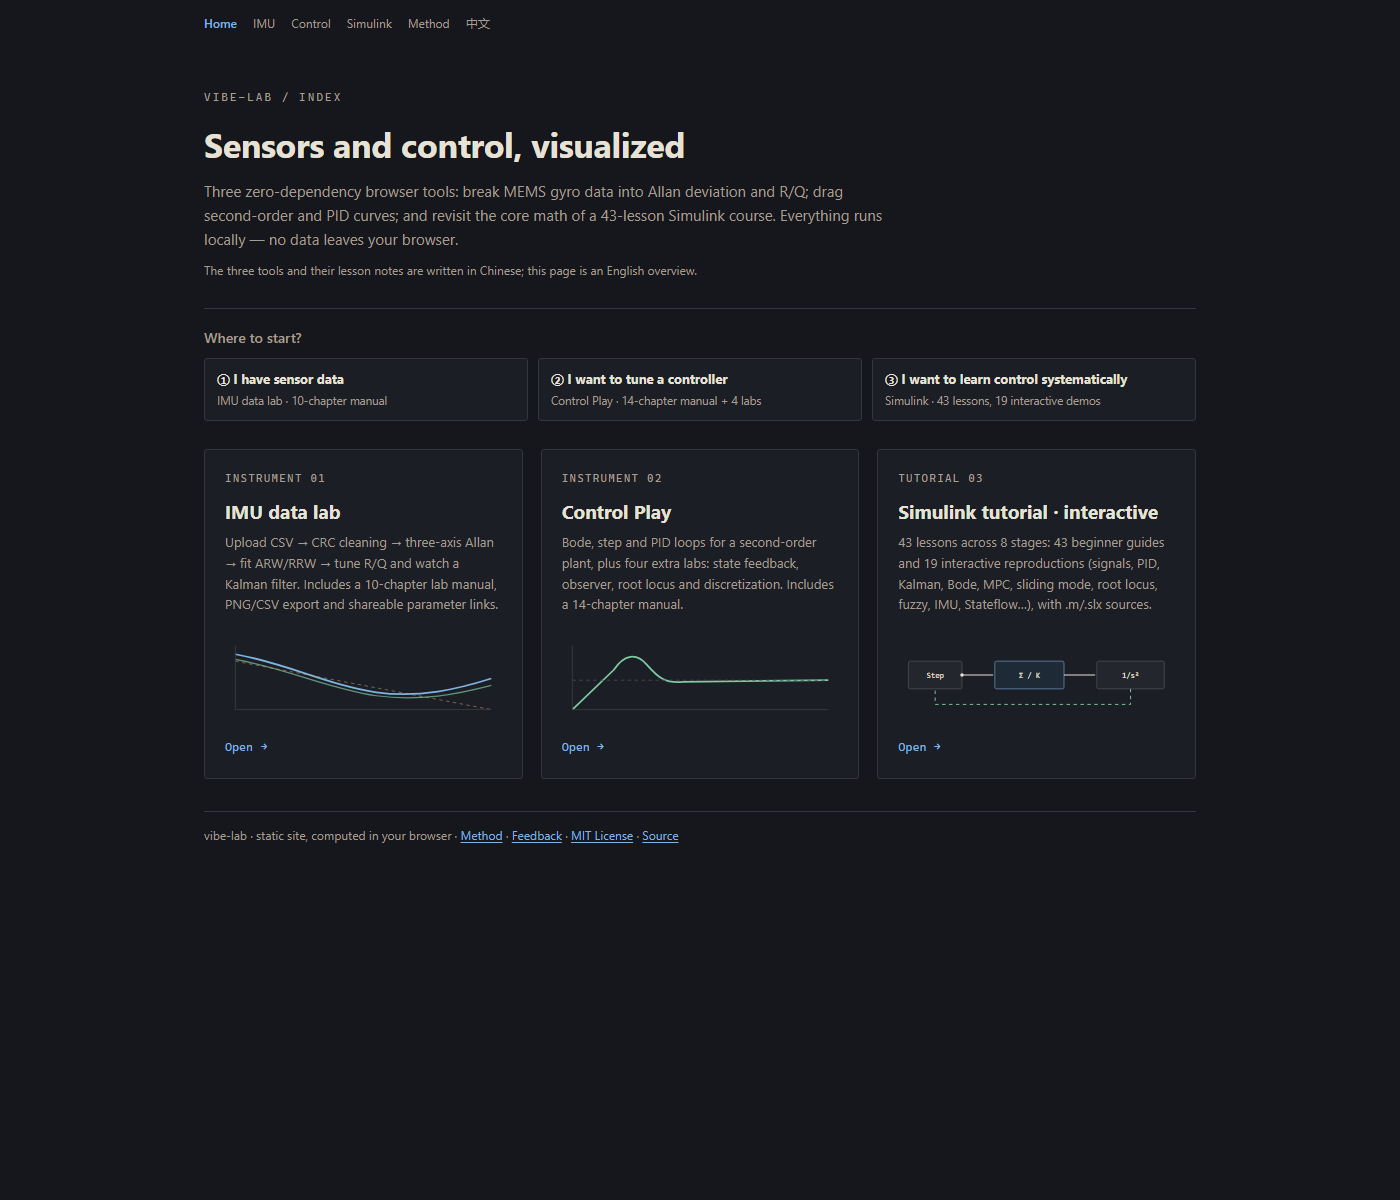 Home IMU Control Simulink Method 中文
VIBE-LAB / INDEX
Sensors and control, visualized
Three zero-dependency browser tools: break MEMS gyro data into Allan deviation and R/Q; drag
second-order and PID curves; and revisit the core math of a 43-lesson Simulink course. Everything runs
locally — no data leaves your browser.
The three tools and their lesson notes are written in Chinese; this page is an English overview.
Where to start?
① I have sensor data
IMU data lab · 10-chapter manual
② I want to tune a controller
Control Play · 14-chapter manual + 4 labs
③ I want to learn control systematically
Simulink · 43 lessons, 19 interactive demos
INSTRUMENT 01
IMU data lab
Upload CSV → CRC cleaning → three-axis Allan
→ fit ARW/RRW → tune R/Q and watch a
Kalman filter. Includes a 10-chapter lab manual,
PNG/CSV export and shareable parameter links.
Open →
INSTRUMENT 02
Control Play
Bode, step and PID loops for a second-order
plant, plus four extra labs: state feedback,
observer, root locus and discretization. Includes
a 14-chapter manual.
Open →
TUTORIAL 03
Simulink tutorial · interactive
43 lessons across 8 stages: 43 beginner guides
and 19 interactive reproductions (signals, PID,
Kalman, Bode, MPC, sliding mode, root locus,
fuzzy, IMU, Stateflow…), with .m/.slx sources.
Step Σ / K 1/s²
Open →
vibe-lab · static site, computed in your browser · Method · Feedback · MIT License · Source